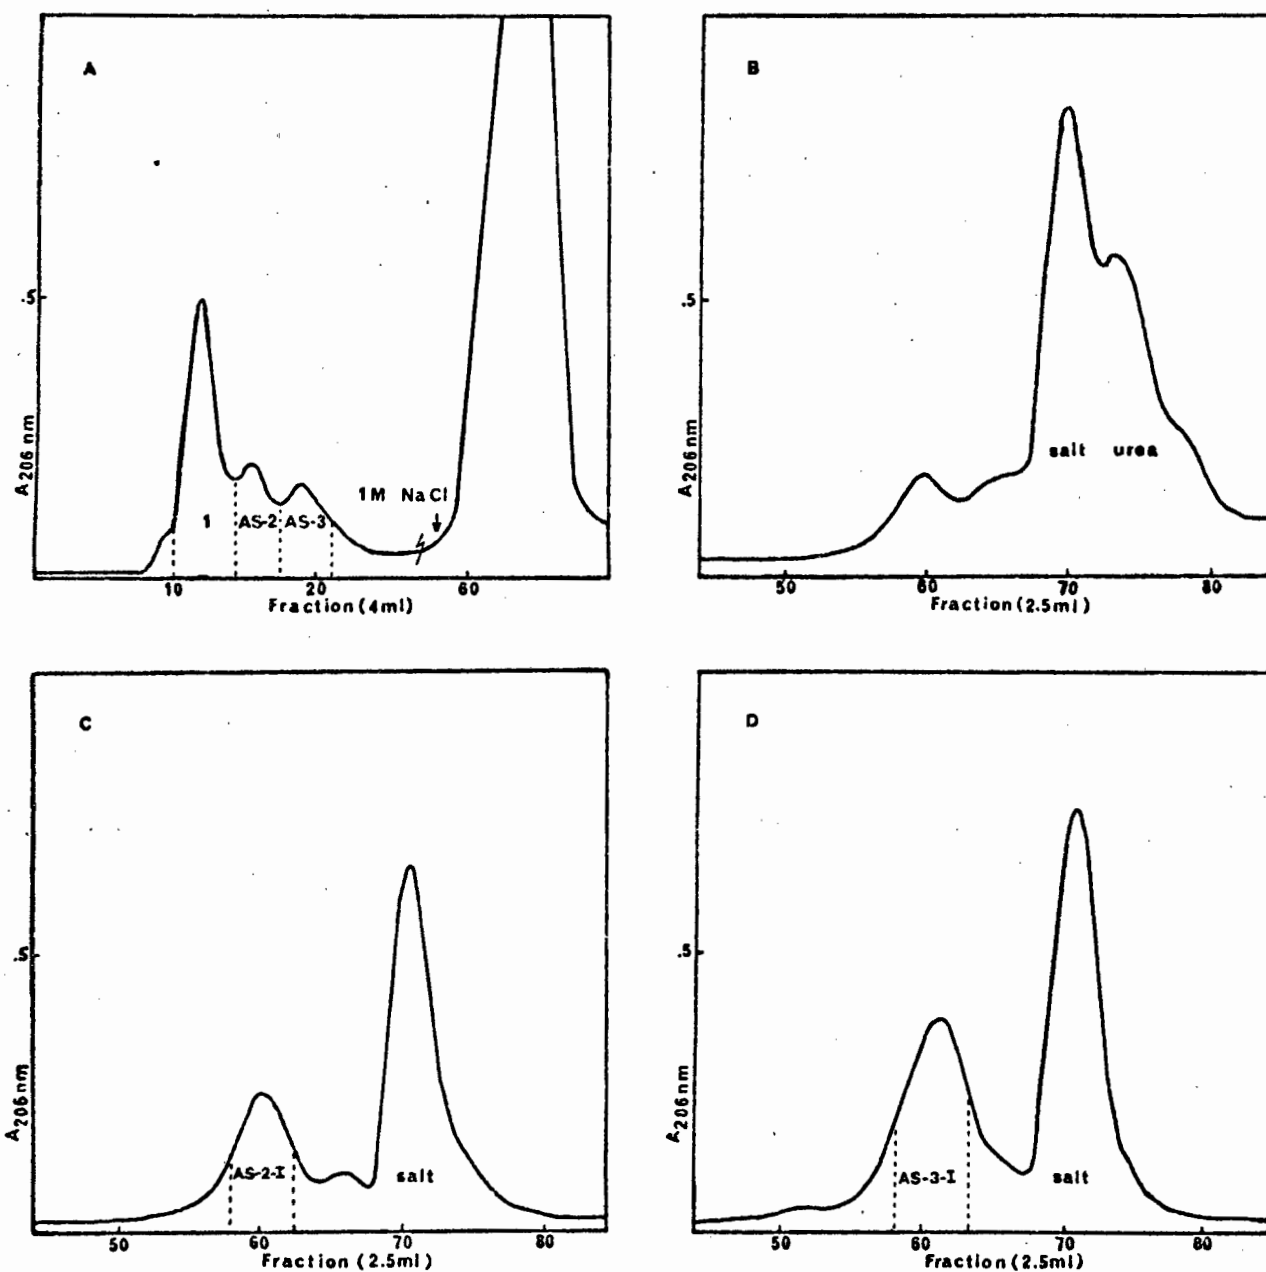 A
.5
A206 nm
1M NaCl
1 AS-2 AS-3
10 20 60
Fraction (4ml)
B
.5
A206 nm
salt urea
50 60 70 80
Fraction (2.5ml)
C
.5
A206 nm
AS-2-I
salt
50 60 70 80
Fraction (2.5ml)
D
.5
A206 nm
AS-3-I
salt
50 60 70 80
Fraction (2.5ml)